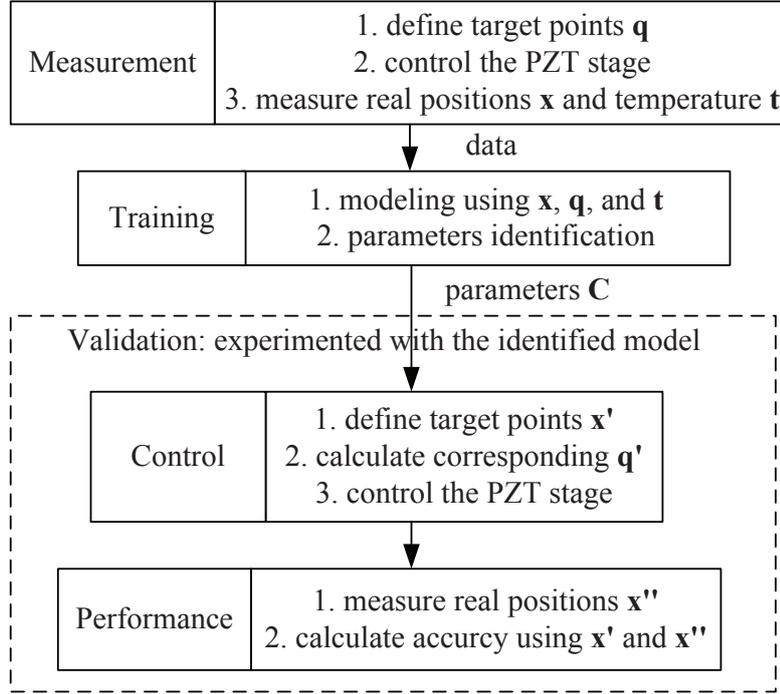 Measurement
1. define target points q
2. control the PZT stage
3. measure real positions x and temperature t
data
Training
1. modeling using x, q, and t
2. parameters identification
parameters C
Validation: experimented with the identified model
Control
1. define target points x'
2. calculate corresponding q'
3. control the PZT stage
Performance
1. measure real positions x''
2. calculate accurcy using x' and x''